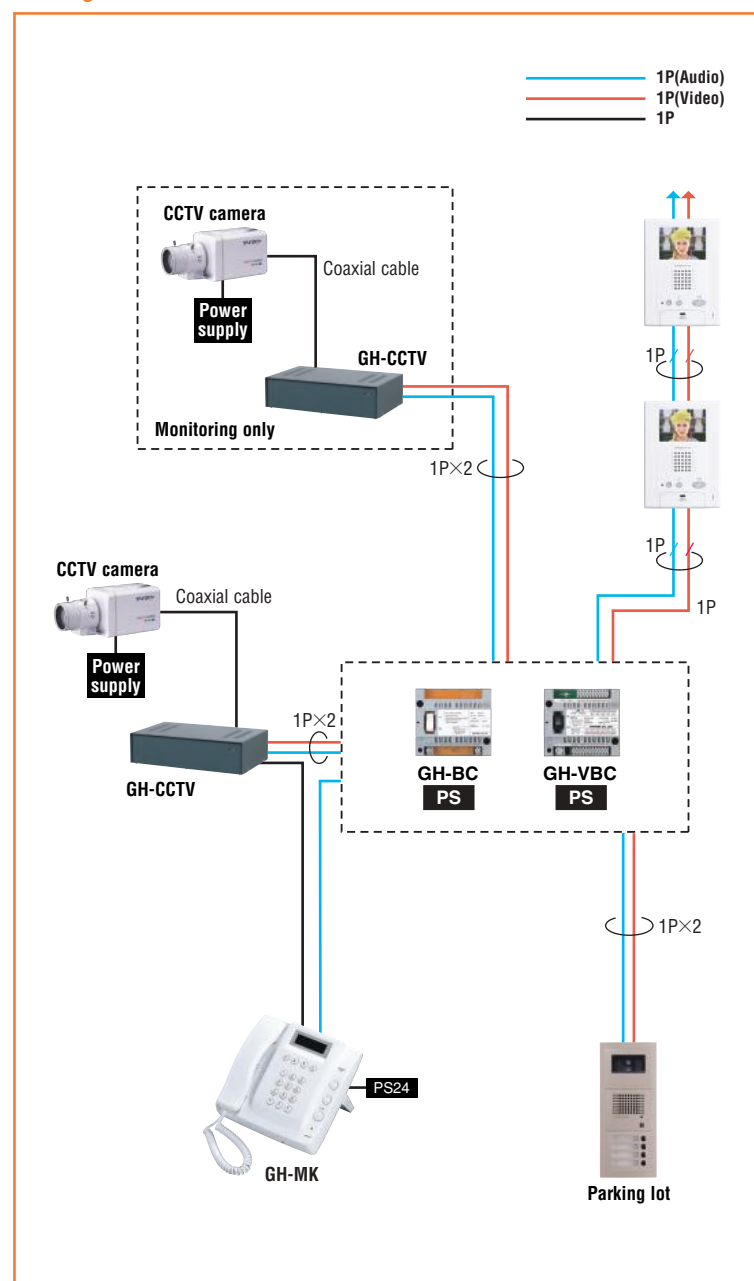 1P(Audio)
1P(Video)
1P
CCTV camera
Coaxial cable
Power
supply
GH-CCTV
Monitoring only
1P
1P×2
1P
1P
CCTV camera
Coaxial cable
Power
supply
1P×2
GH-CCTV
GH-BC
PS
GH-VBC
PS
1P×2
PS24
GH-MK
Parking lot